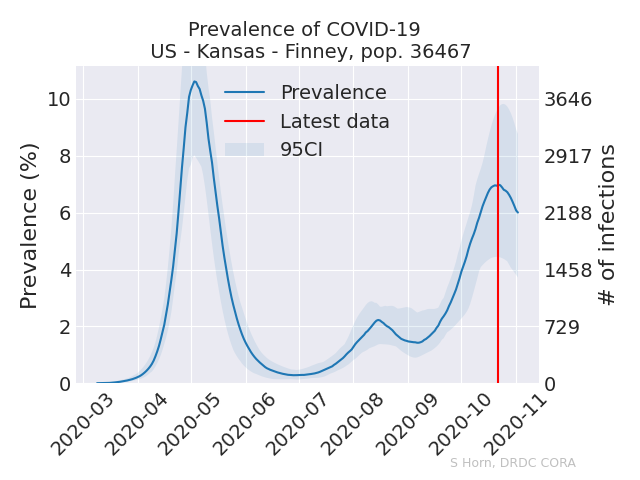 Prevalence of COVID-19
US - Kansas - Finney, pop. 36467
Prevalence
Latest data
95CI
Prevalence (%)
10
8
6
4
2
0
3646
2917
2188
1458
729
0
# of infections
2020-03
2020-04
2020-05
2020-06
2020-07
2020-08
2020-09
2020-10
2020-11
S Horn, DRDC CORA